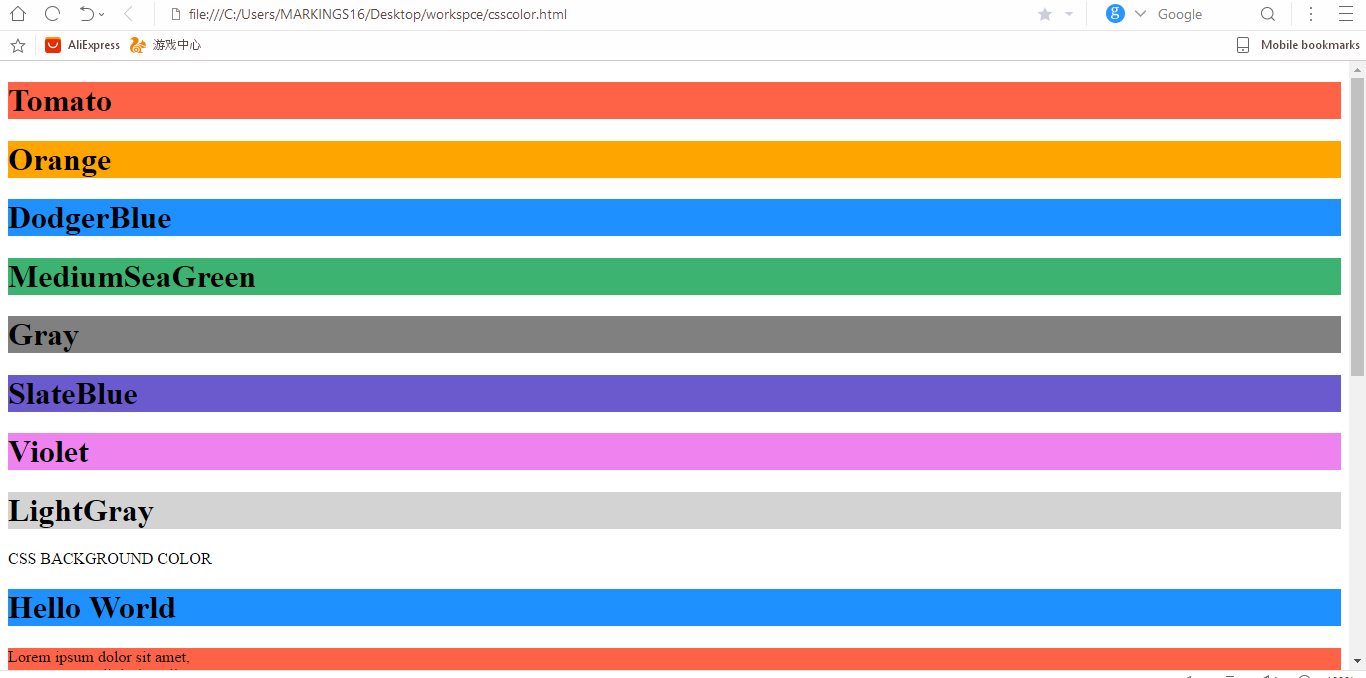 file:///C:/Users/MARKINGS16/Desktop/workspce/csscolor.html
Google
AliExpress 游戏中心
Mobile bookmarks
Tomato
Orange
DodgerBlue
MediumSeaGreen
Gray
SlateBlue
Violet
LightGray
CSS BACKGROUND COLOR
Hello World
Lorem ipsum dolor sit amet,